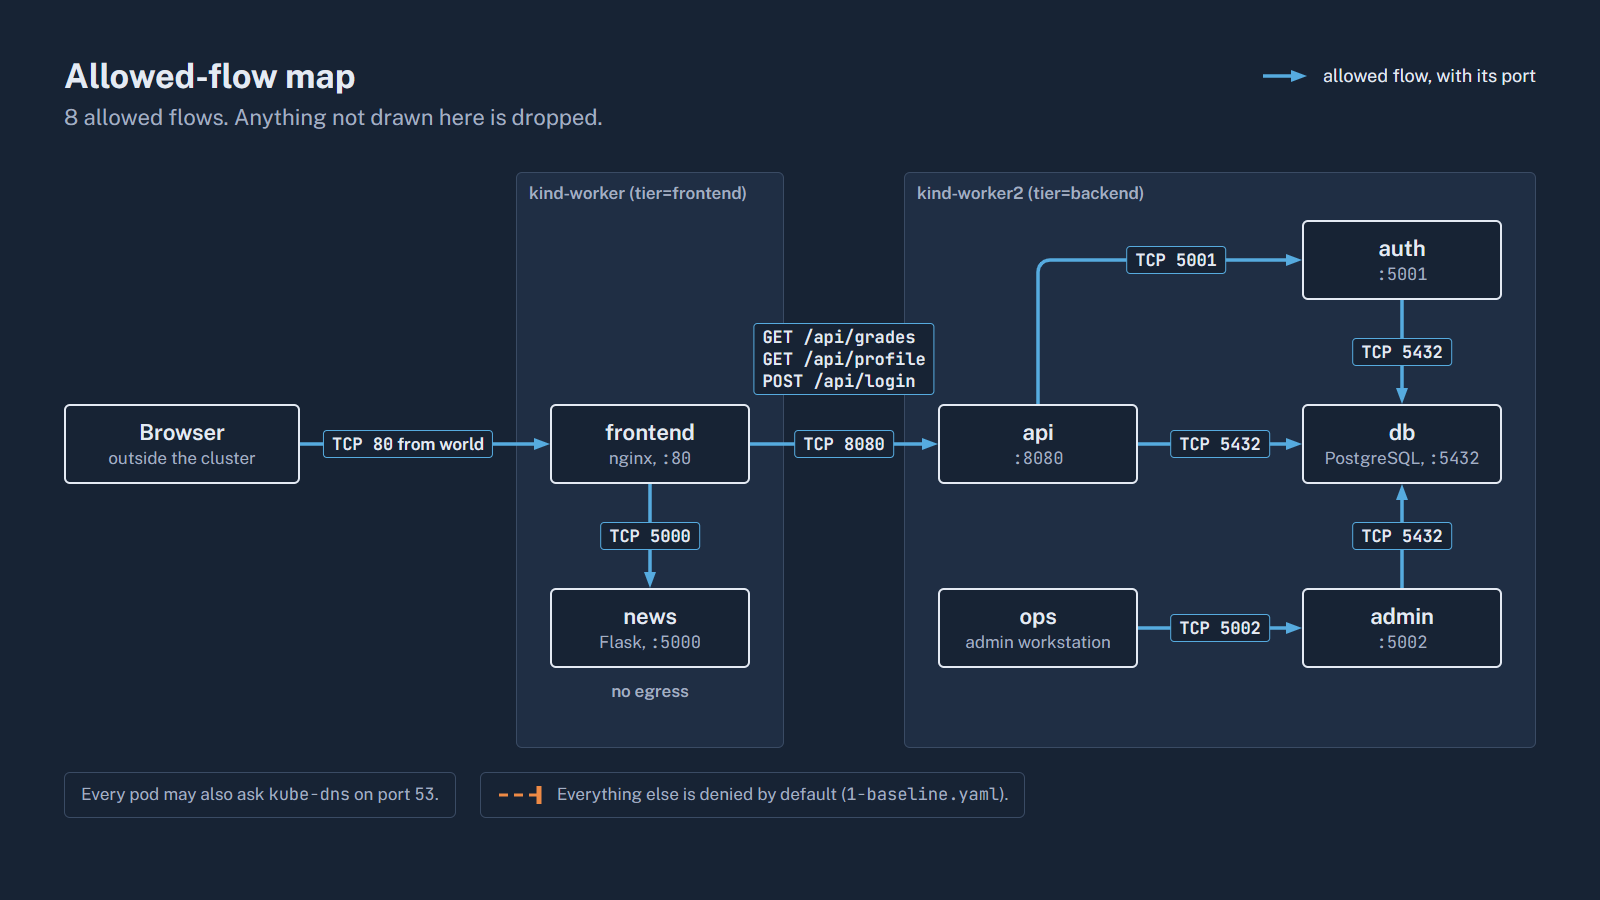 Allowed-flow map
8 allowed flows. Anything not drawn here is dropped.
allowed flow, with its port
kind-worker (tier=frontend)
kind-worker2 (tier=backend)
auth
:5001
TCP 5001
GET /api/grades
GET /api/profile
POST /api/login
TCP 5432
Browser
outside the cluster
TCP 80 from world
frontend
nginx, :80
TCP 8080
api
:8080
TCP 5432
db
PostgreSQL, :5432
TCP 5000
TCP 5432
news
Flask, :5000
no egress
ops
admin workstation
TCP 5002
admin
:5002
Every pod may also ask kube-dns on port 53.
Everything else is denied by default (1-baseline.yaml).